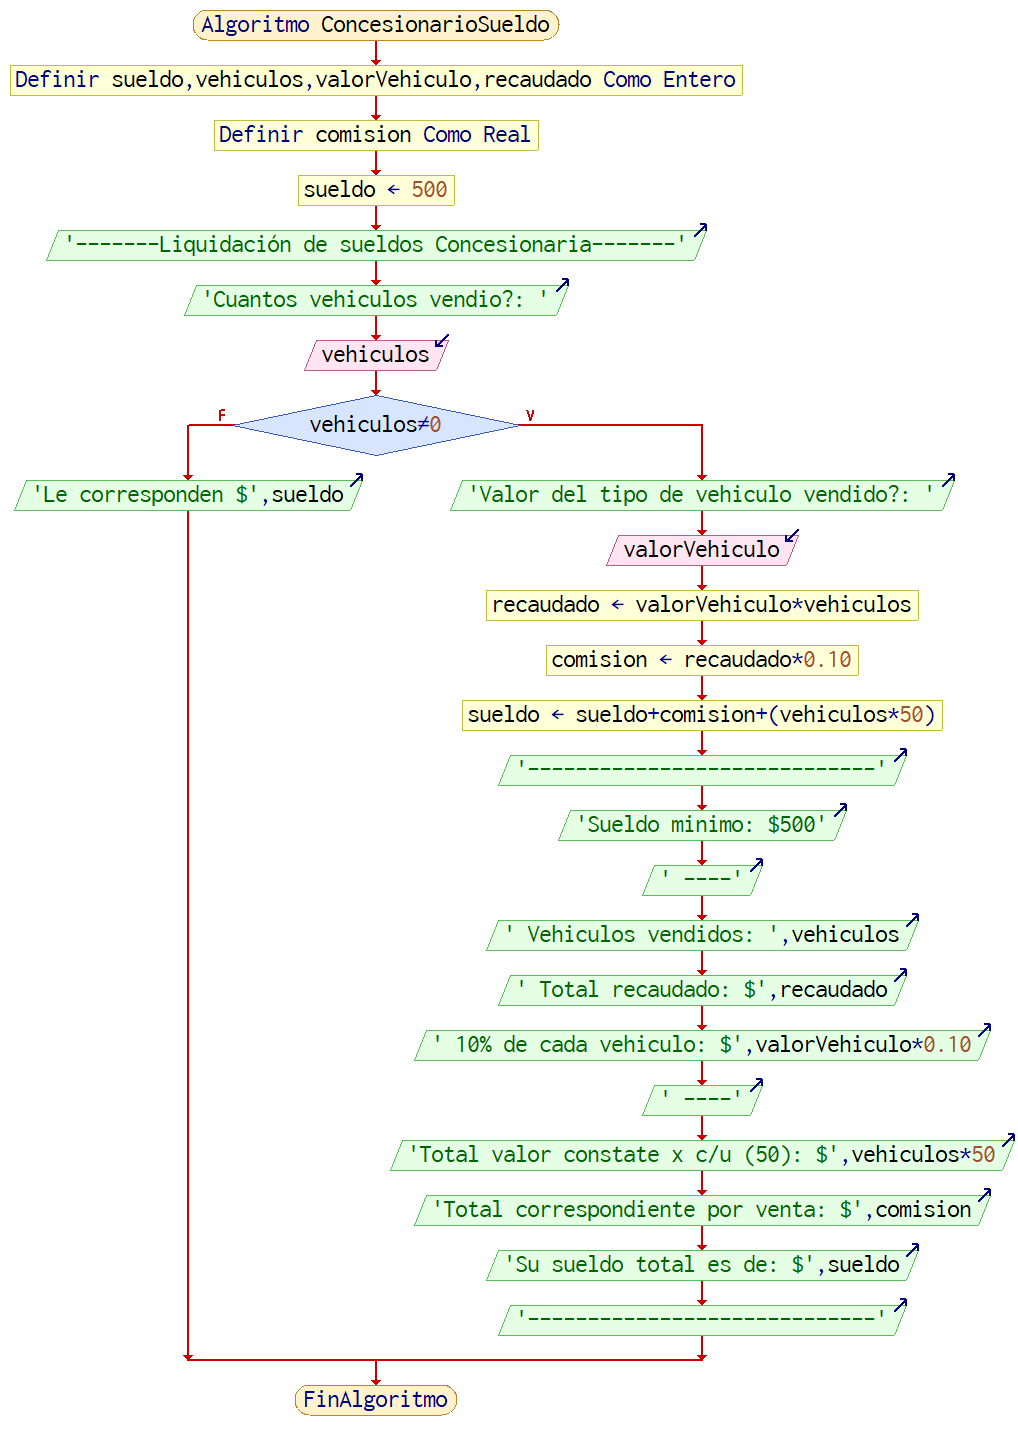 Algoritmo ConcesionarioSueldo
Definir sueldo,vehiculos,valorVehiculo,recaudado Como Entero
Definir comision Como Real
sueldo ← 500
'-------Liquidación de sueldos Concesionaria-------'
'Cuantos vehiculos vendio?: '
vehiculos
F
vehiculos≠0
V
'Le corresponden $',sueldo
'Valor del tipo de vehiculo vendido?: '
valorVehiculo
recaudado ← valorVehiculo*vehiculos
comision ← recaudado*0.10
sueldo ← sueldo+comision+(vehiculos*50)
'-----------------------------'
'Sueldo minimo: $500'
' ----'
' Vehiculos vendidos: ',vehiculos
' Total recaudado: $',recaudado
' 10% de cada vehiculo: $',valorVehiculo*0.10
' ----'
'Total valor constate x c/u (50): $',vehiculos*50
'Total correspondiente por venta: $',comision
'Su sueldo total es de: $',sueldo
'-----------------------------'
FinAlgoritmo